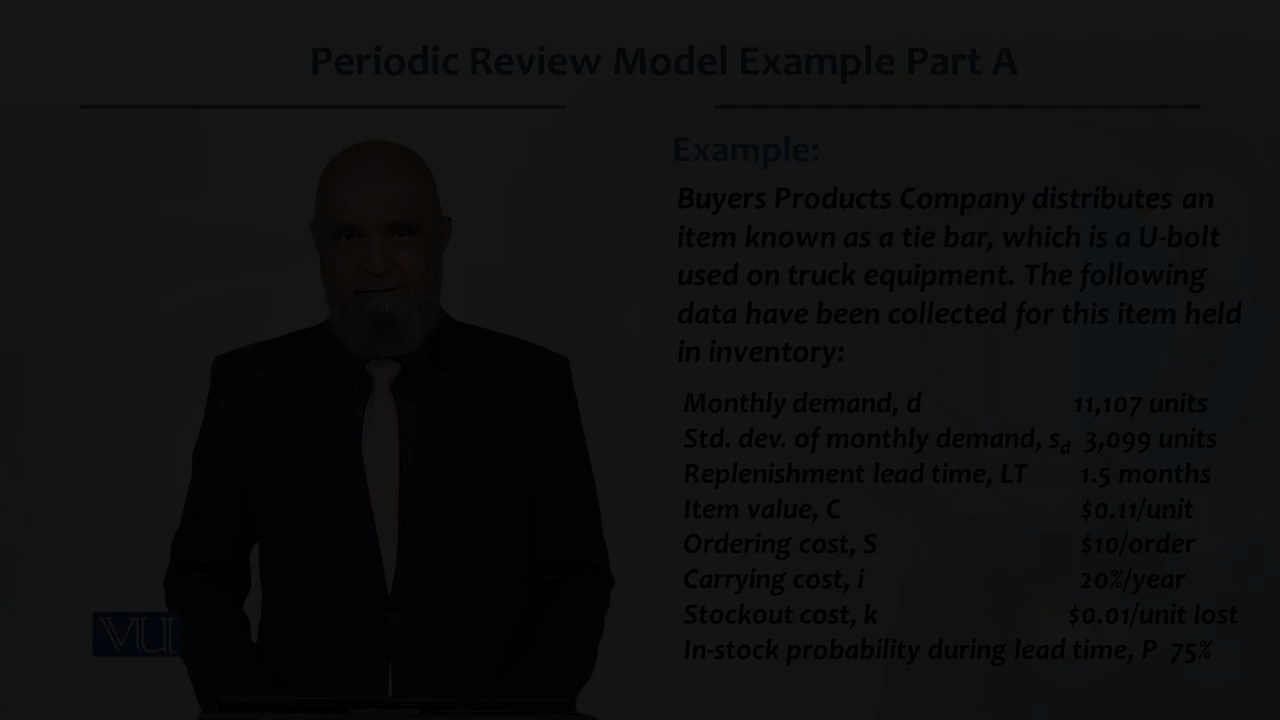 Periodic Review Model Example Part A
Example:
Buyers Products Company distributes an
item known as a tie bar, which is a U-bolt
used on truck equipment. The following
data have been collected for this item held
in inventory:
Monthly demand, d 11,107 units
Std. dev. of monthly demand, sd 3,099 units
Replenishment lead time, LT 1.5 months
Item value, C $0.11/unit
Ordering cost, S $10/order
Carrying cost, i 20%/year
Stockout cost, k $0.01/unit lost
In-stock probability during lead time, P 75%
VU